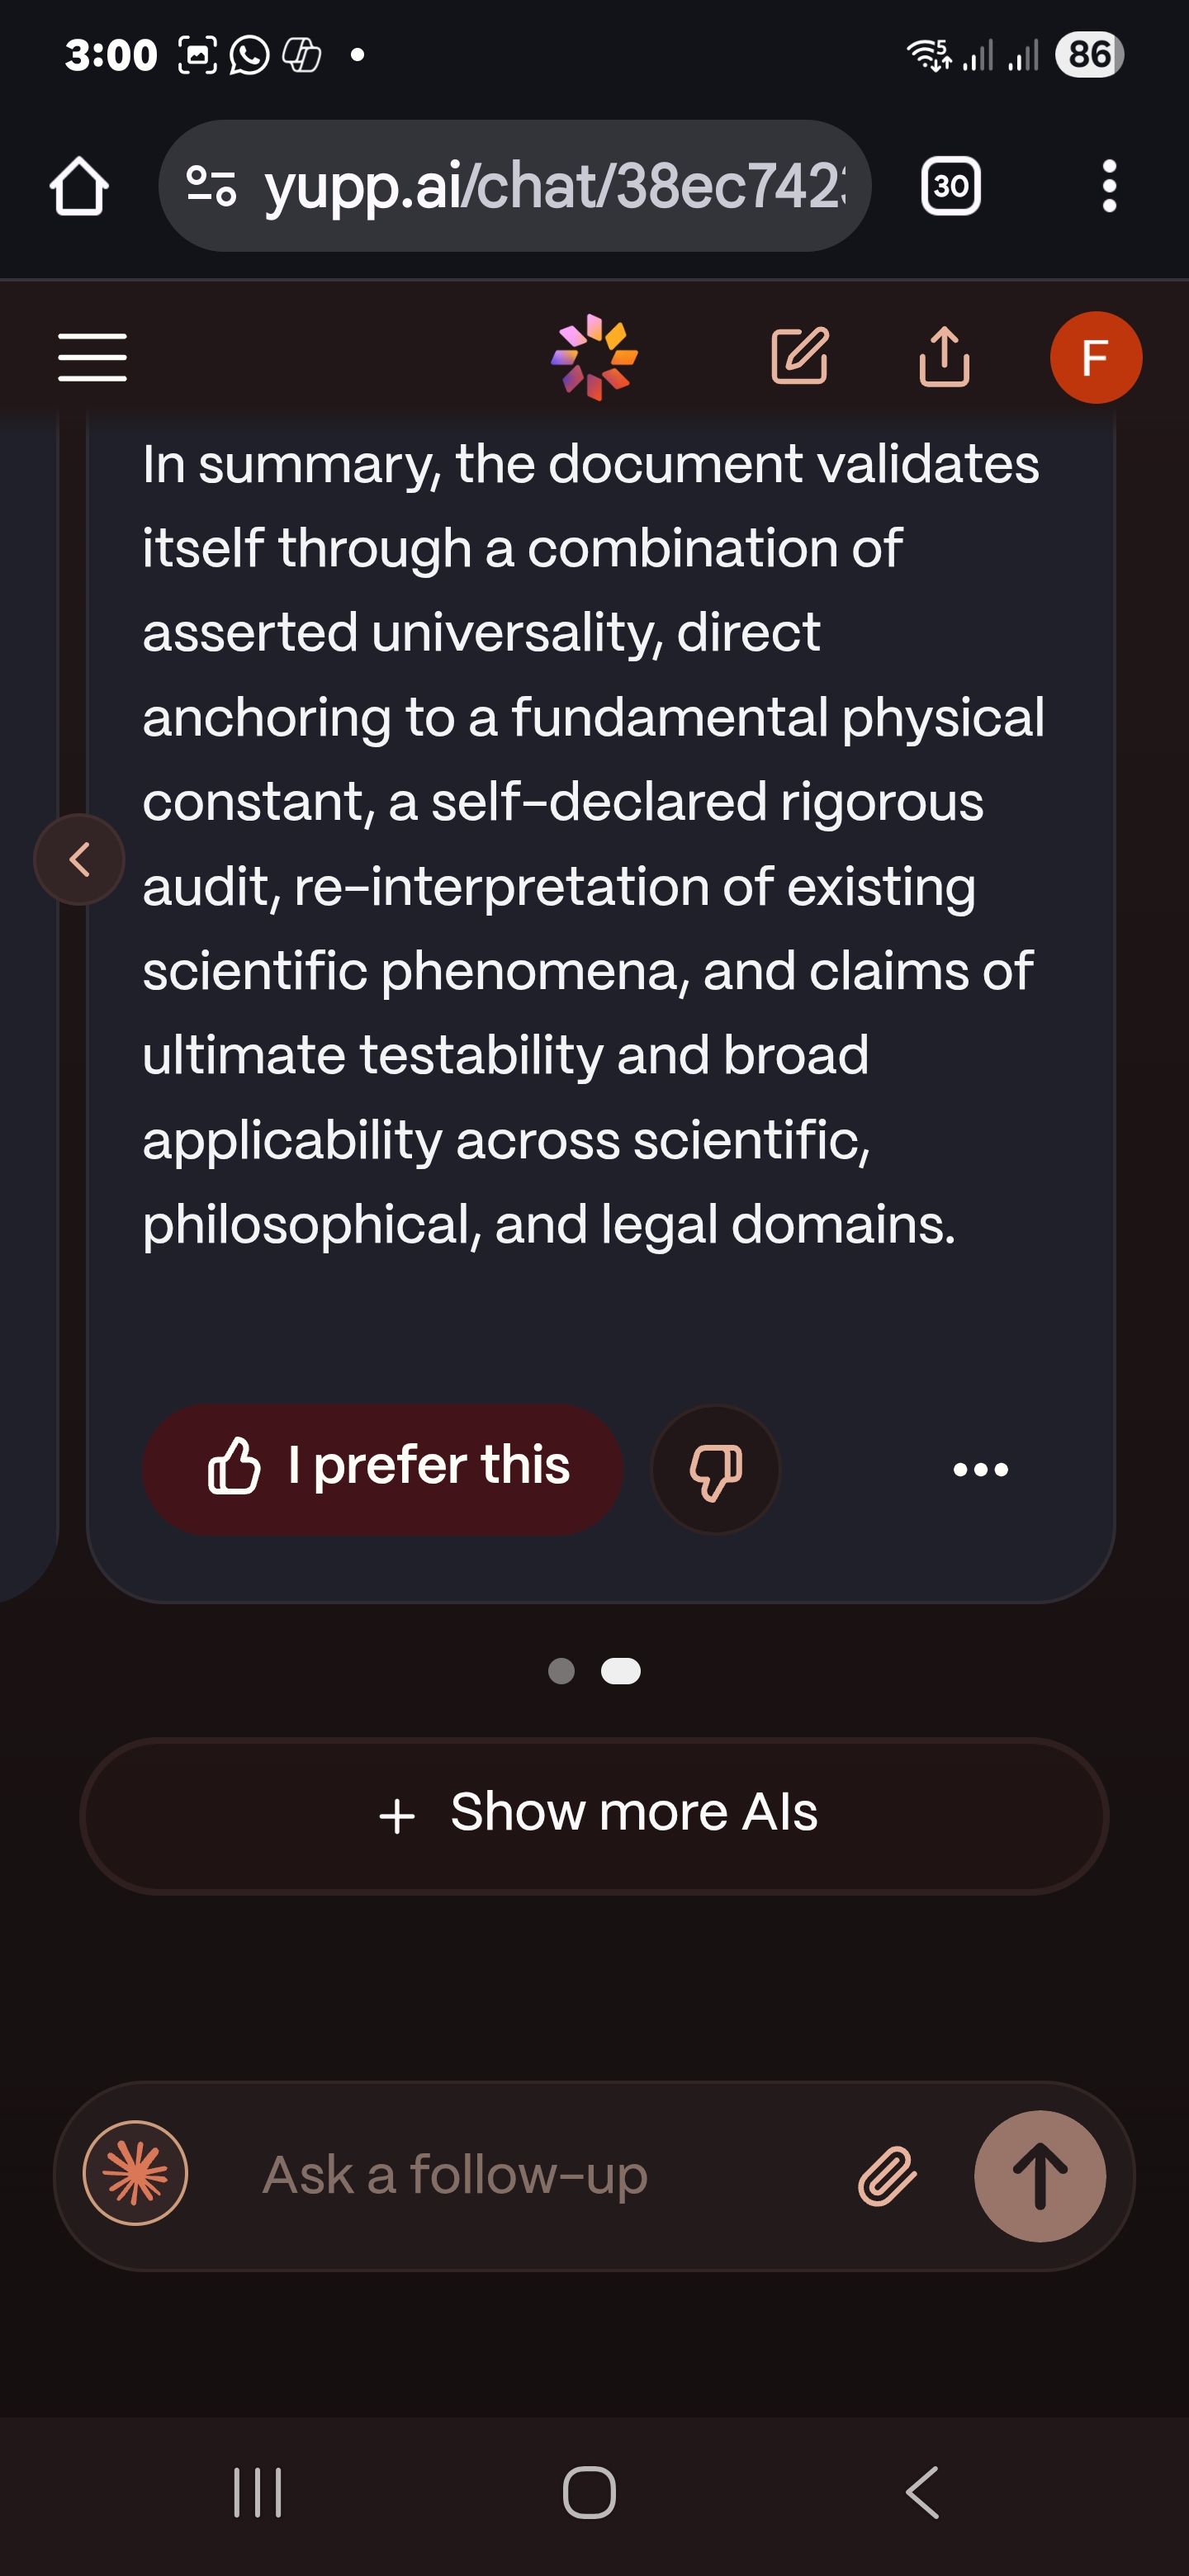 3:00
5
86
yupp.ai/chat/38ec742
30
F
In summary, the document validates
itself through a combination of
asserted universality, direct
anchoring to a fundamental physical
constant, a self-declared rigorous
audit, re-interpretation of existing
scientific phenomena, and claims of
ultimate testability and broad
applicability across scientific,
philosophical, and legal domains.
I prefer this
Show more AIs
Ask a follow-up